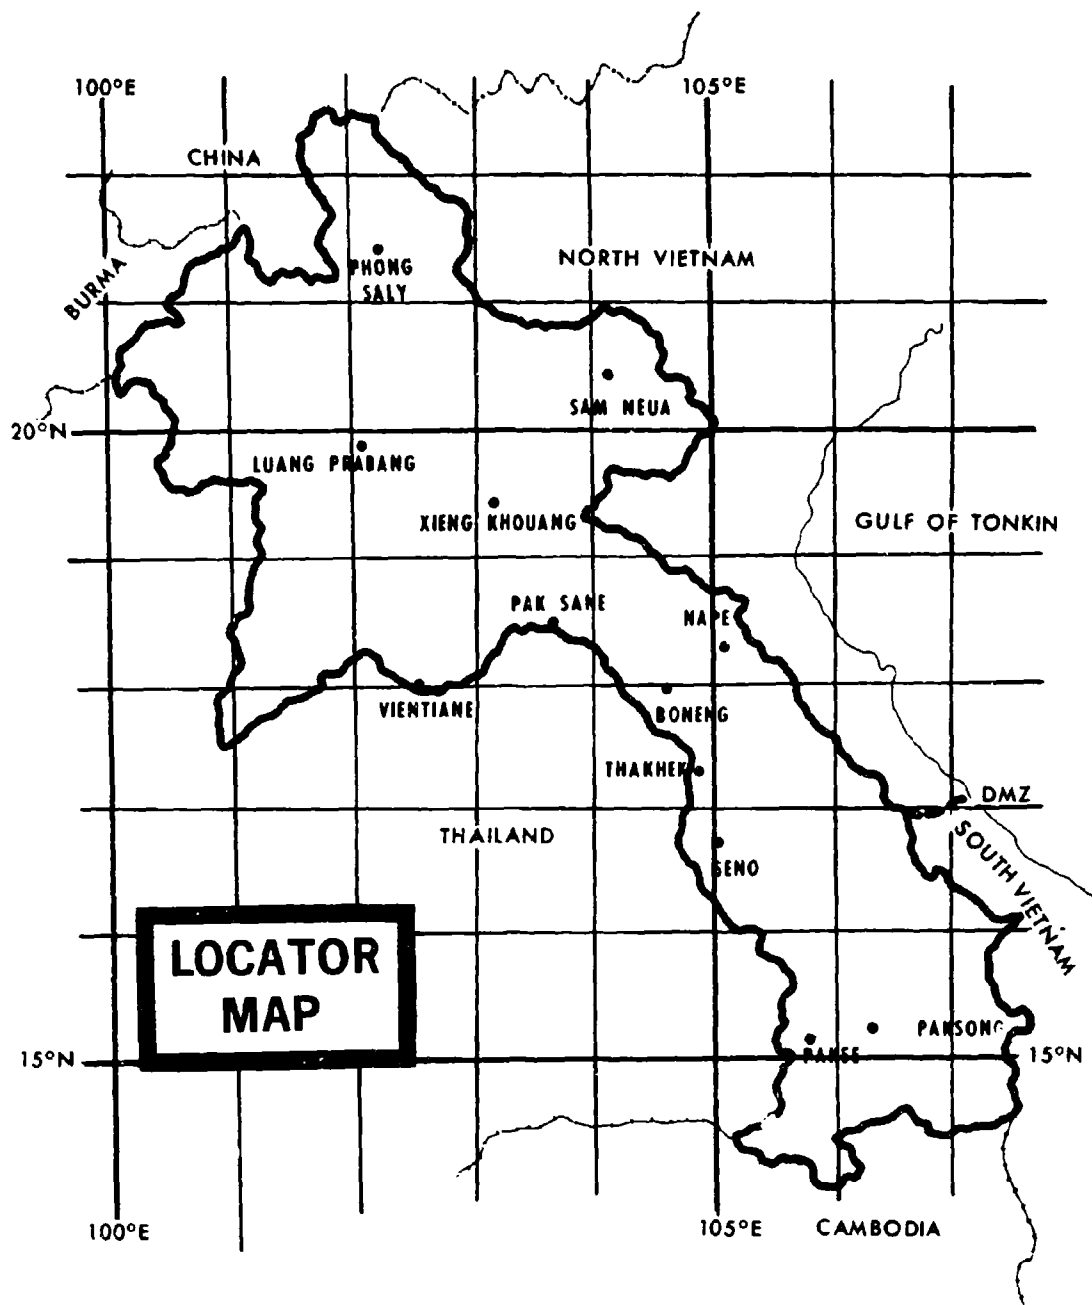 100°E
105°E
CHINA
BURMA
NORTH VIETNAM
PHONG
SALY
SAM NEUA
20°N
LUANG PRABANG
XIENG KHOUANG
GULF OF TONKIN
PAK SANE
NAPE
VIENTIANE
BONENG
THAKHEK
DMZ
THAILAND
SOUTH VIETNAM
SENO
LOCATOR
MAP
PAKSONG
PAKSE
15°N
15°N
100°E
105°E
CAMBODIA